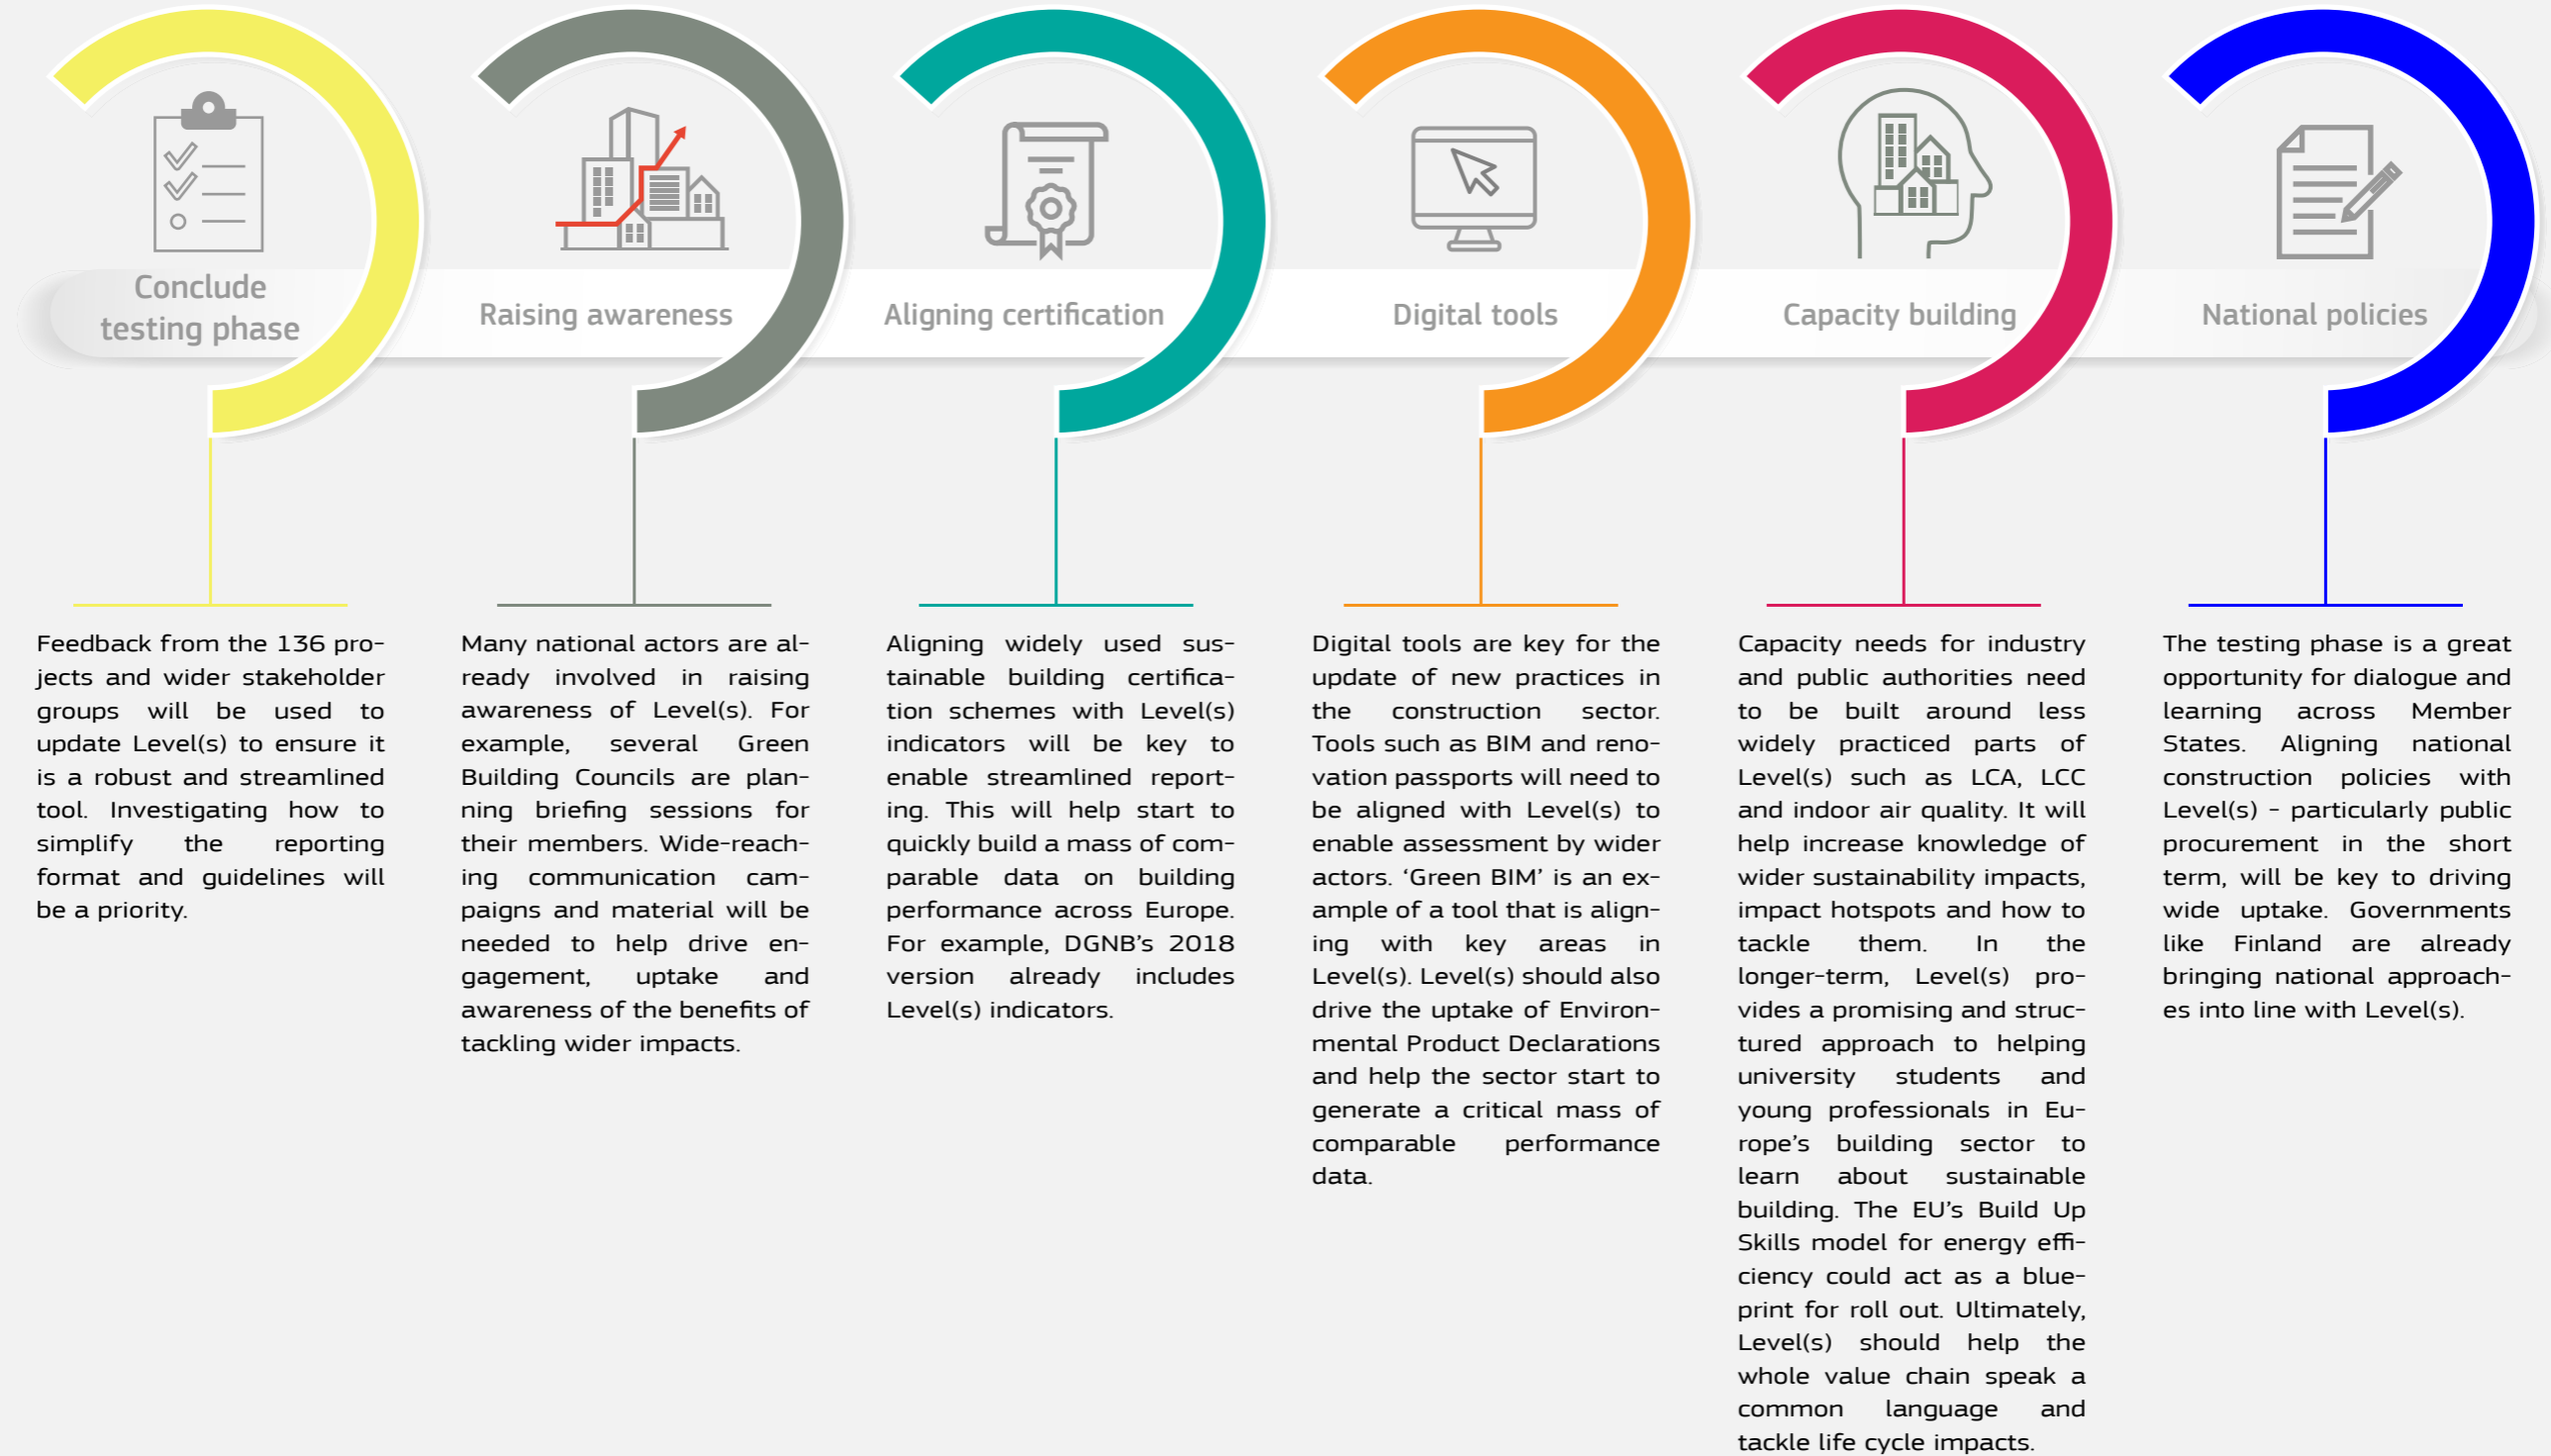 Conclude
testing phase
Raising awareness
Aligning certification
Digital tools
Capacity building
National policies
Feedback from the 136 pro-
jects and wider stakeholder
groups will be used to
update Level(s) to ensure it
is a robust and streamlined
tool. Investigating how to
simplify the reporting
format and guidelines will
be a priority.
Many national actors are al-
ready involved in raising
awareness of Level(s). For
example, several Green
Building Councils are plan-
ning briefing sessions for
their members. Wide-reach-
ing communication cam-
paigns and material will be
needed to help drive en-
gagement, uptake and
awareness of the benefits of
tackling wider impacts.
Aligning widely used sus-
tainable building certifica-
tion schemes with Level(s)
indicators will be key to
enable streamlined report-
ing. This will help start to
quickly build a mass of com-
parable data on building
performance across Europe.
For example, DGNB’s 2018
version already includes
Level(s) indicators.
Digital tools are key for the
update of new practices in
the construction sector.
Tools such as BIM and reno-
vation passports will need to
be aligned with Level(s) to
enable assessment by wider
actors. ‘Green BIM’ is an ex-
ample of a tool that is align-
ing with key areas in
Level(s). Level(s) should also
drive the uptake of Environ-
mental Product Declarations
and help the sector start to
generate a critical mass of
comparable performance
data.
Capacity needs for industry
and public authorities need
to be built around less
widely practiced parts of
Level(s) such as LCA, LCC
and indoor air quality. It will
help increase knowledge of
wider sustainability impacts,
impact hotspots and how to
tackle them. In the
longer-term, Level(s) pro-
vides a promising and struc-
tured approach to helping
university students and
young professionals in Eu-
rope’s building sector to
learn about sustainable
building. The EU’s Build Up
Skills model for energy effi-
ciency could act as a blue-
print for roll out. Ultimately,
Level(s) should help the
whole value chain speak a
common language and
tackle life cycle impacts.
The testing phase is a great
opportunity for dialogue and
learning across Member
States. Aligning national
construction policies with
Level(s) - particularly public
procurement in the short
term, will be key to driving
wide uptake. Governments
like Finland are already
bringing national approach-
es into line with Level(s).